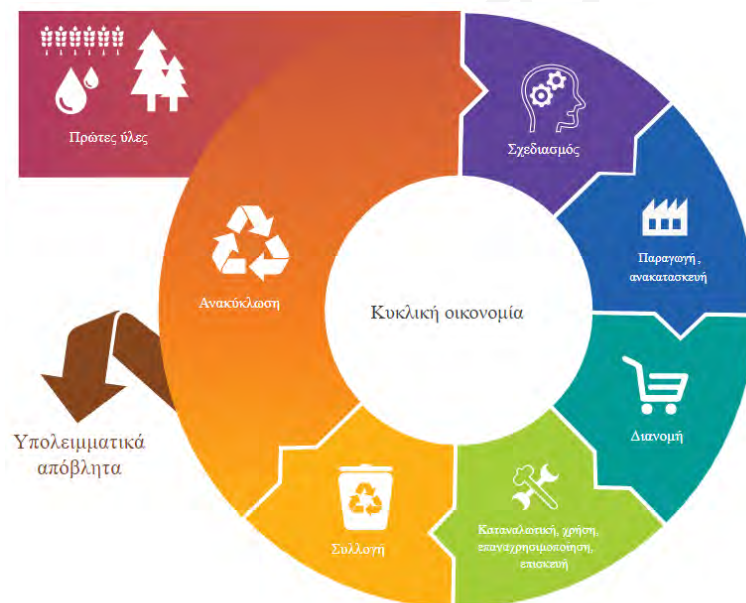 Πρώτες ύλες
Σχεδιασμός
Παραγωγή ,
ανακατασκευή
Διανομή
Καταναλωτική, χρήση,
επαναχρησιμοποίηση,
επισκευή
Συλλογή
Ανακύκλωση
Υπολειμματικά
απόβλητα
Κυκλική οικονομία